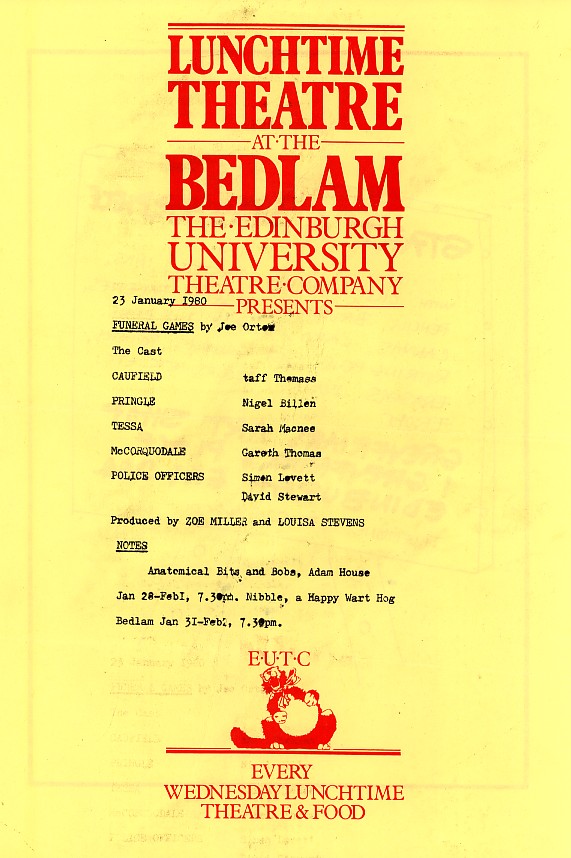 LUNCHTIME
THEATRE
AT·THE
BEDLAM
THE·EDINBURGH
UNIVERSITY
THEATRE·COMPANY
PRESENTS
23 January 1980
FUNERAL GAMES by Joe Orton
The Cast
CAUFIELD taff Thomass
PRINGLE Nigel Billen
TESSA Sarah Macnee
McCORQUODALE Gareth Thomas
POLICE OFFICERS Simon Lovett
David Stewart
Produced by ZOE MILLER and LOUISA STEVENS
NOTES
Anatomical Bits and Bobs, Adam House
Jan 28-Feb1, 7.30pm. Nibble, a Happy Wart Hog
Bedlam Jan 31-Feb2, 7.30pm.
E·U·T·C
EVERY
WEDNESDAY LUNCHTIME
THEATRE & FOOD